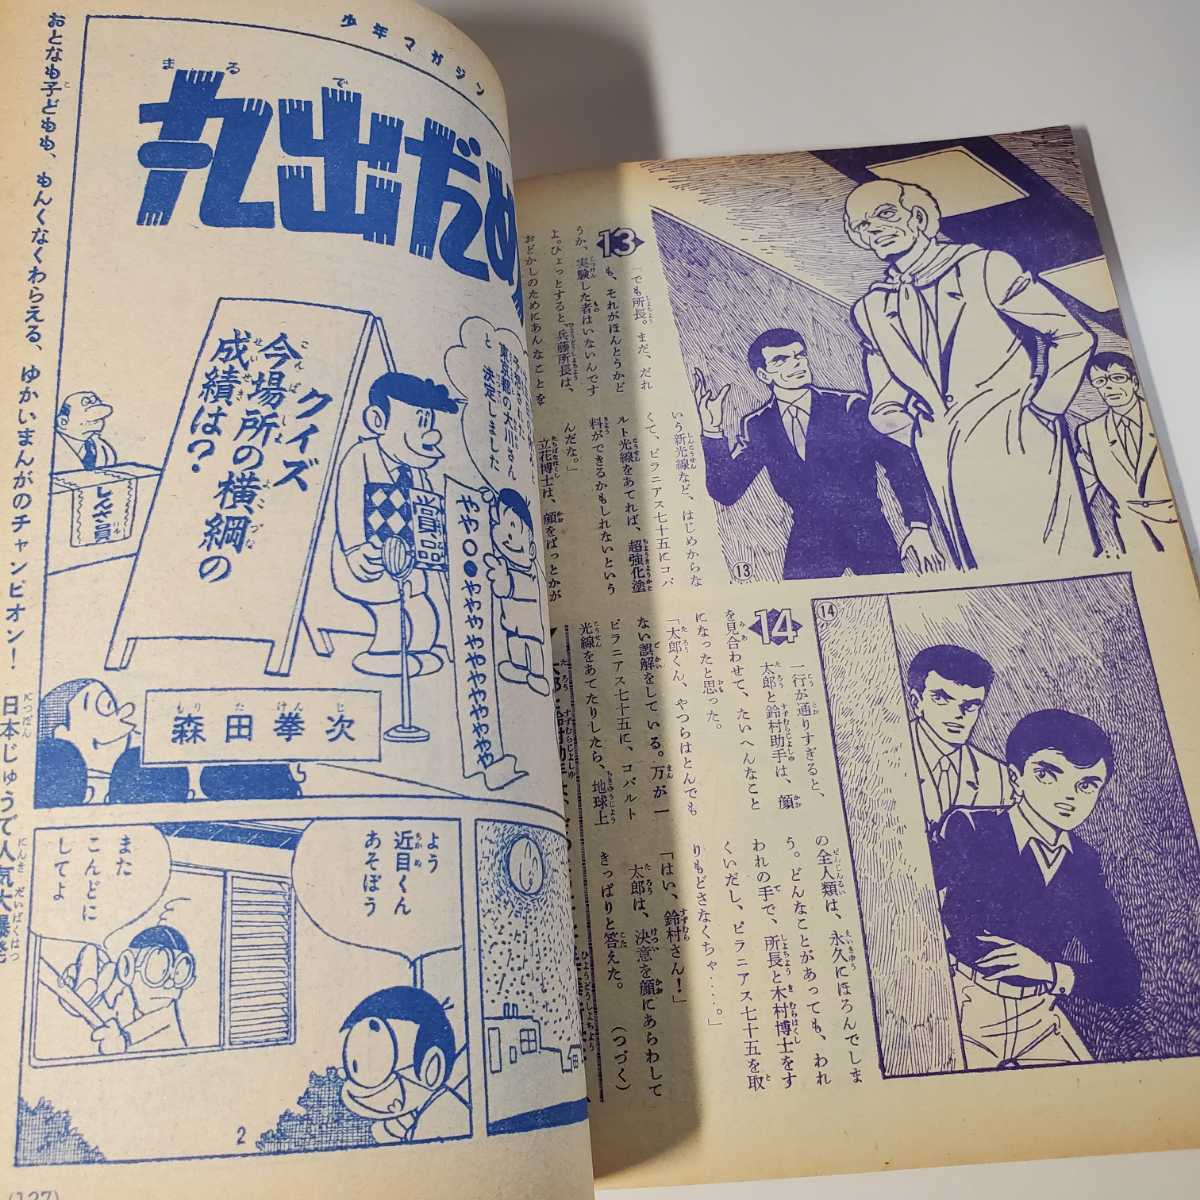 おとなも子どもも、もんくなくわらえる、ゆかいまんがのチャンピオン！ 日本じゅうで人気大爆発
少年マガジン
丸出だめ
クイズ
今場所の横綱の
成績は？
しんさ員
賞品
東京都の大川さん
と 決定しました
やや〇●ややややややややや
森田拳次
よう
近目くん
あそぼう
また
こんどに
してよ
2
(127)
13
「でも所長。まだ、だれ
も、それがほんとうかど
うか、実験した者はいないんです
よ。ひょっとすると、兵藤所長は、
おどかしのためにあんなことを
いう新光線など、はじめからな
くて、ピラニアス七十五にコバ
ルト光線をあてれば、超強化塗
料ができるかもしれないという
んだな。」
立花博士は、顔をぱっとかが
13
14
一行が通りすぎると、
太郎と鈴村助手は、顔
を見合わせて、たいへんなこと
になったと思った。
「太郎くん、やつらはとんでも
ない誤解をしている。万が一
ピラニアス七十五に、コバルト
光線をあてたりしたら、地球上
の全人類は、永久にほろんでしま
う。どんなことがあっても、われ
われの手で、所長と木村博士をす
くいだし、ピラニアス七十五を取
りもどさなくちゃ……。」
「はい、鈴村さん！」
太郎は、決意を顔にあらわして
きっぱりと答えた。 （つづく）
14